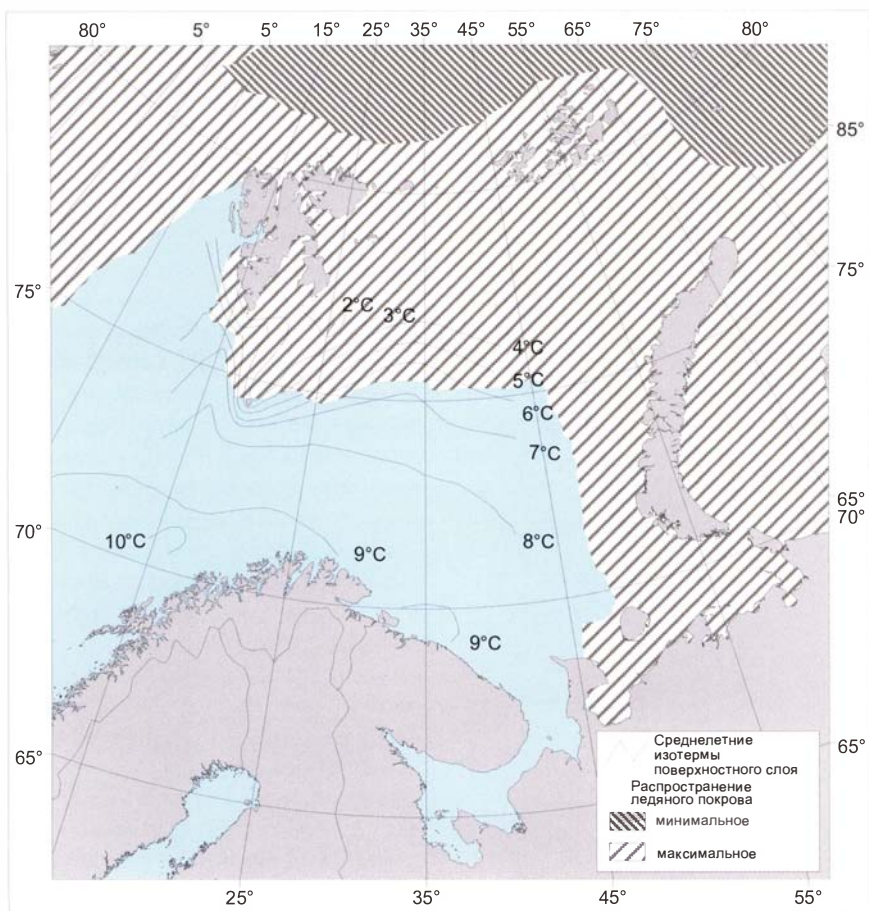 80° 5° 5° 15° 25° 35° 45° 55° 65° 75° 80°
85°
75°
75°
2°C
3°C
4°C
5°C
6°C
7°C
65°
70°
70°
10°C
9°C
8°C
9°C
65°
65°
Среднелетние
изотермы
поверхностного слоя
Распространение
ледяного покрова
минимальное
максимальное
25° 35° 45° 55°